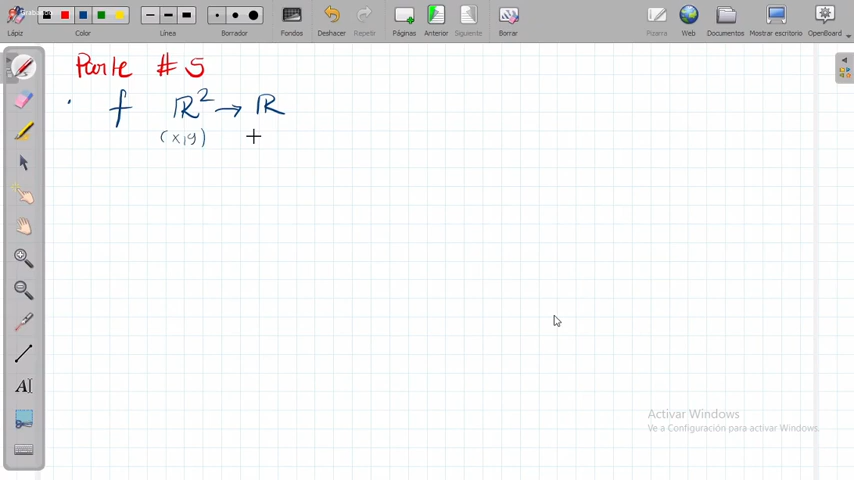 Lápiz Color Línea Borrador Fondos Deshacer Rehacer Páginas Anterior Siguiente Borrar Pizarra Web Documentos Mostrar escritorio OpenBoard
Parte # 5
f ℝ² → ℝ
(x,y)
Activar Windows
Ve a Configuración para activar Windows.